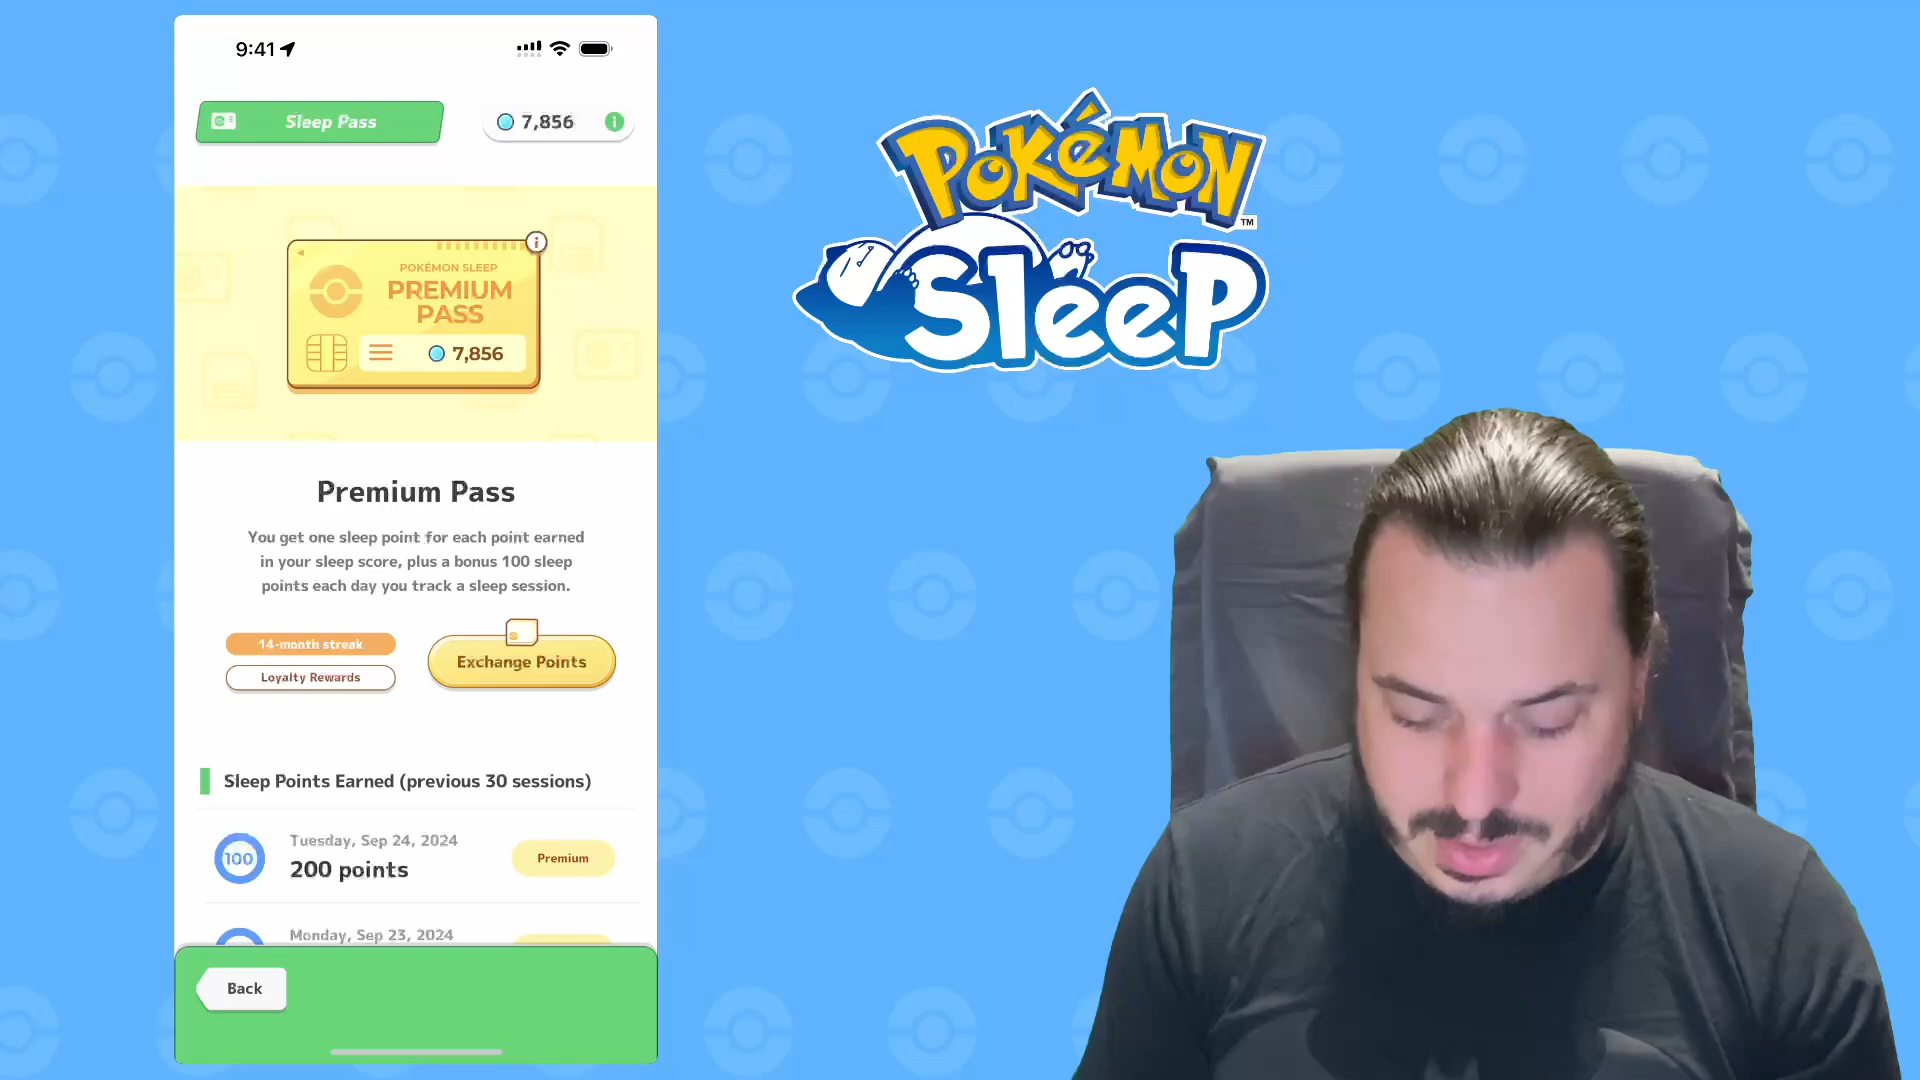 9:41
Sleep Pass
7,856
i
POKÉMON SLEEP
PREMIUM
PASS
7,856
i
Premium Pass
You get one sleep point for each point earned
in your sleep score, plus a bonus 100 sleep
points each day you track a sleep session.
14-month streak
Loyalty Rewards
Exchange Points
Sleep Points Earned (previous 30 sessions)
100
Tuesday, Sep 24, 2024
200 points
Premium
Monday, Sep 23, 2024
Back
POKéMON
TM
Sleep